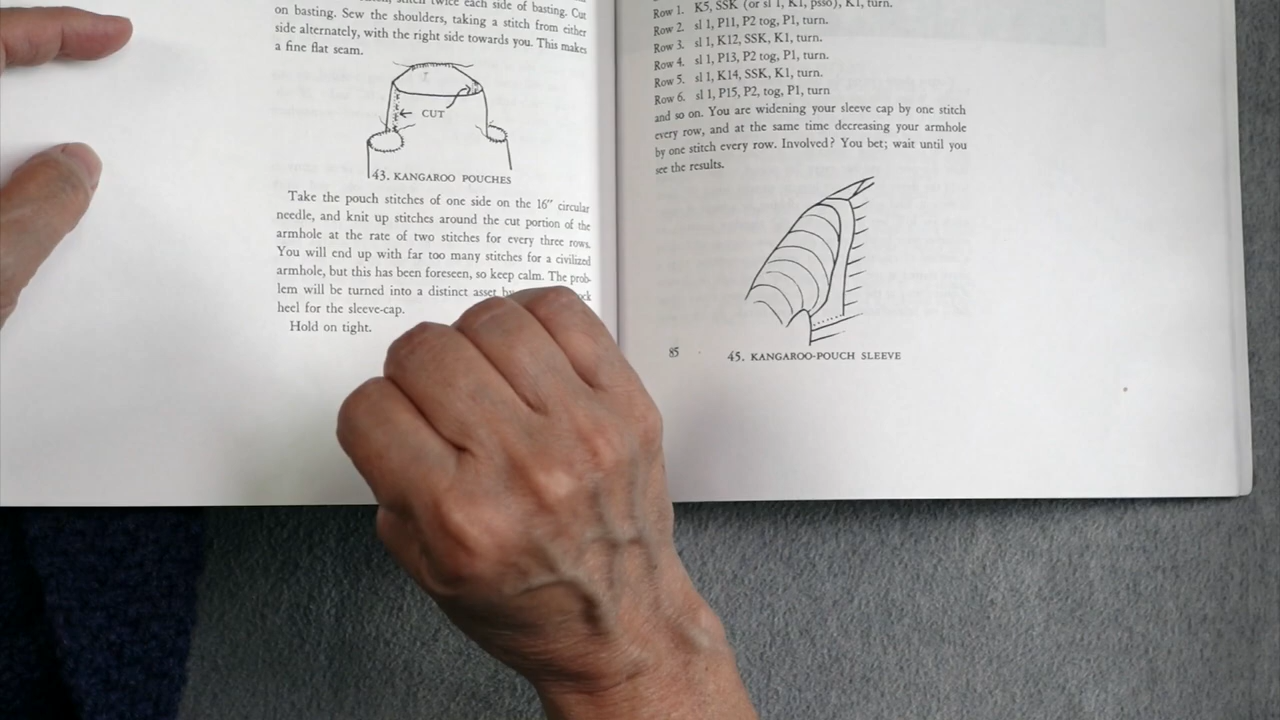 twice each side of basting. Cut
on basting. Sew the shoulders, taking a stitch from either
side alternately, with the right side towards you. This makes
a fine flat seam.
CUT
43. KANGAROO POUCHES
Take the pouch stitches of one side on the 16" circular
needle, and knit up stitches around the cut portion of the
armhole at the rate of two stitches for every three rows.
You will end up with far too many stitches for a civilized
armhole, but this has been foreseen, so keep calm. The prob-
lem will be turned into a distinct asset
heel for the sleeve-cap.
Hold on tight.
Row 1. K5, SSK (or sl 1, K1, psso), K1, turn.
Row 2. sl 1, P11, P2 tog, P1, turn.
Row 3. sl 1, K12, SSK, K1, turn.
Row 4. sl 1, P13, P2 tog, P1, turn.
Row 5. sl 1, K14, SSK, K1, turn.
Row 6. sl 1, P15, P2, tog, P1, turn
and so on. You are widening your sleeve cap by one stitch
every row, and at the same time decreasing your armhole
by one stitch every row. Involved? You bet; wait until you
see the results.
85
45. KANGAROO-POUCH SLEEVE